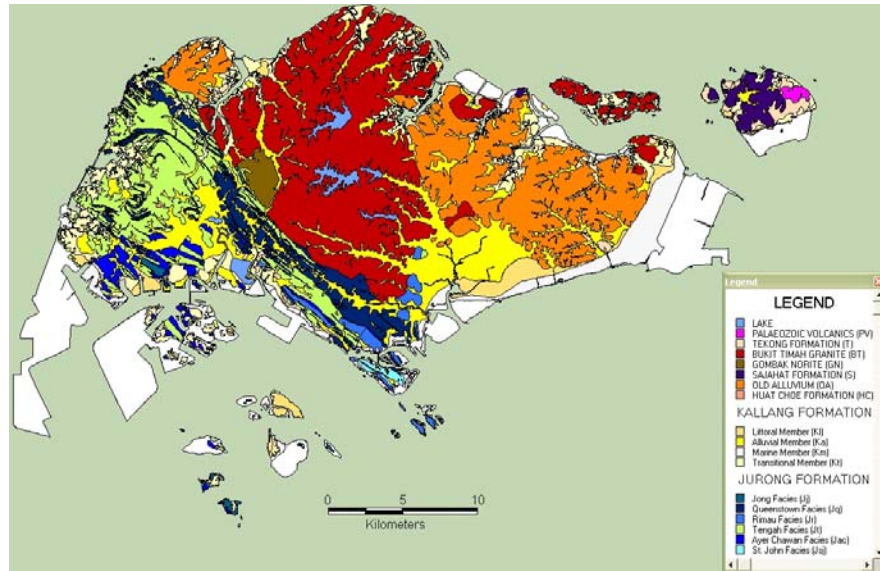 Legend
LEGEND
LAKE
PALAEOZOIC VOLCANICS (PV)
TEKONG FORMATION (T)
BUKIT TIMAH GRANITE (BT)
GOMBAK NORITE (GN)
SAJAHAT FORMATION (S)
OLD ALLUVIUM (OA)
HUAT CHOE FORMATION (HC)
KALLANG FORMATION
Littoral Member (Kl)
Alluvial Member (Ka)
Marine Member (Km)
Transitional Member (Kt)
JURONG FORMATION
Jong Facies (Jj)
Queenstown Facies (Jq)
Rimau Facies (Jr)
Tengah Facies (Jt)
Ayer Chawan Facies (Jac)
St. John Facies (Js)
0 5 10
Kilometers